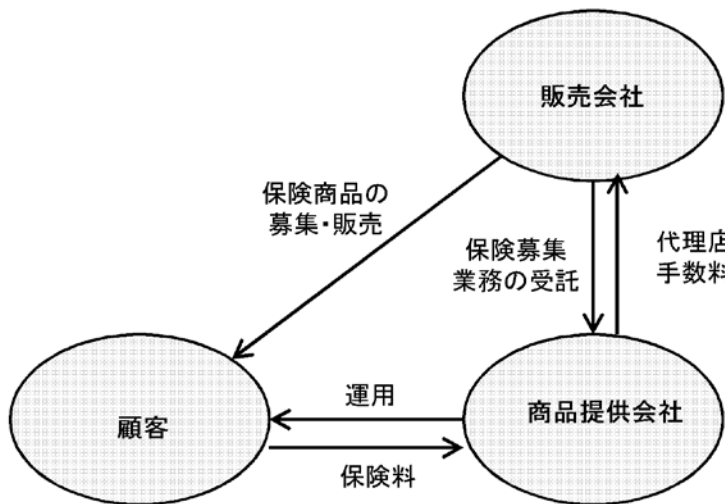 販売会社
保険商品の
募集・販売
保険募集
業務の受託
代理店
手数料
運用
商品提供会社
顧客
保険料